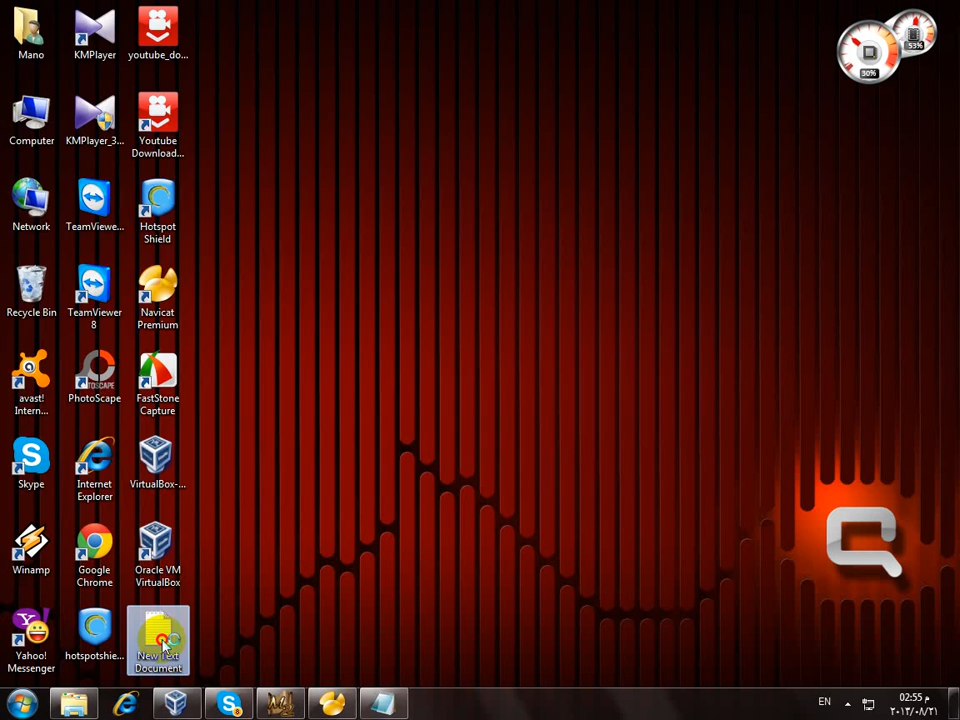 Mano
KMPlayer
youtube_do...
Computer
KMPlayer_3...
Youtube
Download...
Network
TeamViewe...
Hotspot
Shield
Recycle Bin
TeamViewer
8
Navicat
Premium
avast!
Intern...
PhotoScape
FastStone
Capture
Skype
Internet
Explorer
VirtualBox-...
Winamp
Google
Chrome
Oracle VM
VirtualBox
Yahoo!
Messenger
hotspotshie...
New Text
Document
30%
53%
EN
02:55 م
٢٠١٣/٠٨/٢١